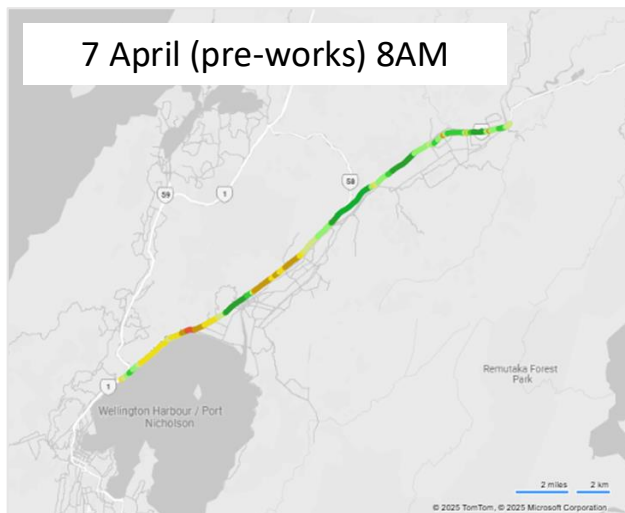 7 April (pre-works) 8AM
58
59
1
Remutaka Forest
Park
1
Wellington Harbour / Port
Nicholson
2 miles 2 km
© 2025 TomTom, © 2025 Microsoft Corporation